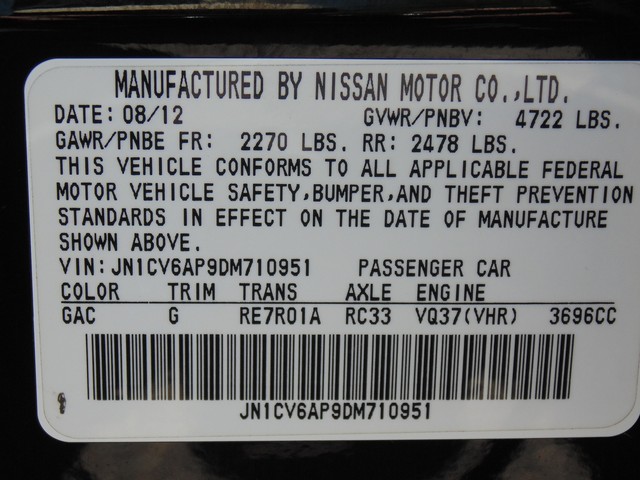 MANUFACTURED BY NISSAN MOTOR CO.,LTD.
DATE: 08/12 GVWR/PNBV: 4722 LBS.
GAWR/PNBE FR: 2270 LBS. RR: 2478 LBS.
THIS VEHICLE CONFORMS TO ALL APPLICABLE FEDERAL
MOTOR VEHICLE SAFETY,BUMPER,AND THEFT PREVENTION
STANDARDS IN EFFECT ON THE DATE OF MANUFACTURE
SHOWN ABOVE.
VIN:JN1CV6AP9DM710951 PASSENGER CAR
COLOR TRIM TRANS AXLE ENGINE
GAC G RE7R01A RC33 VQ37(VHR) 3696CC
JN1CV6AP9DM710951